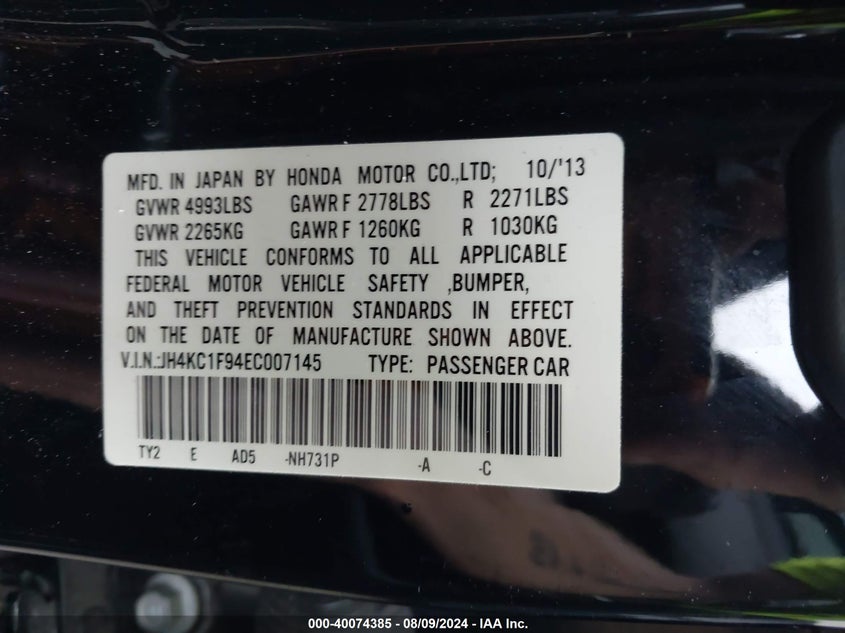 MFD. IN JAPAN BY HONDA MOTOR CO.,LTD; 10/'13
GVWR 4993LBS GAWR F 2778LBS R 2271LBS
GVWR 2265KG GAWR F 1260KG R 1030KG
THIS VEHICLE CONFORMS TO ALL APPLICABLE
FEDERAL MOTOR VEHICLE SAFETY ,BUMPER,
AND THEFT PREVENTION STANDARDS IN EFFECT
ON THE DATE OF MANUFACTURE SHOWN ABOVE.
V.I.N.:JH4KC1F94EC007145 TYPE: PASSENGER CAR
TY2 E AD5 -NH731P -A -C
000-40074385 - 08/09/2024 - IAA Inc.